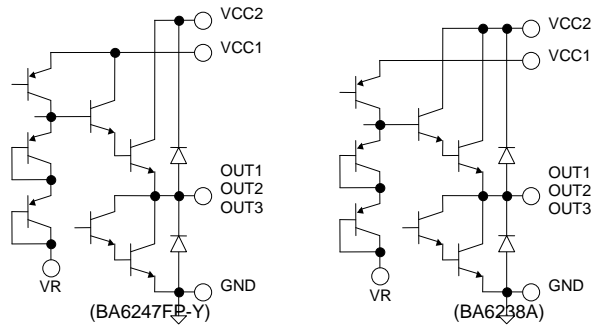 VCC2
VCC1
OUT1
OUT2
OUT3
VR
GND
(BA6247FP-Y)
VCC2
VCC1
OUT1
OUT2
OUT3
VR
GND
(BA6238A)